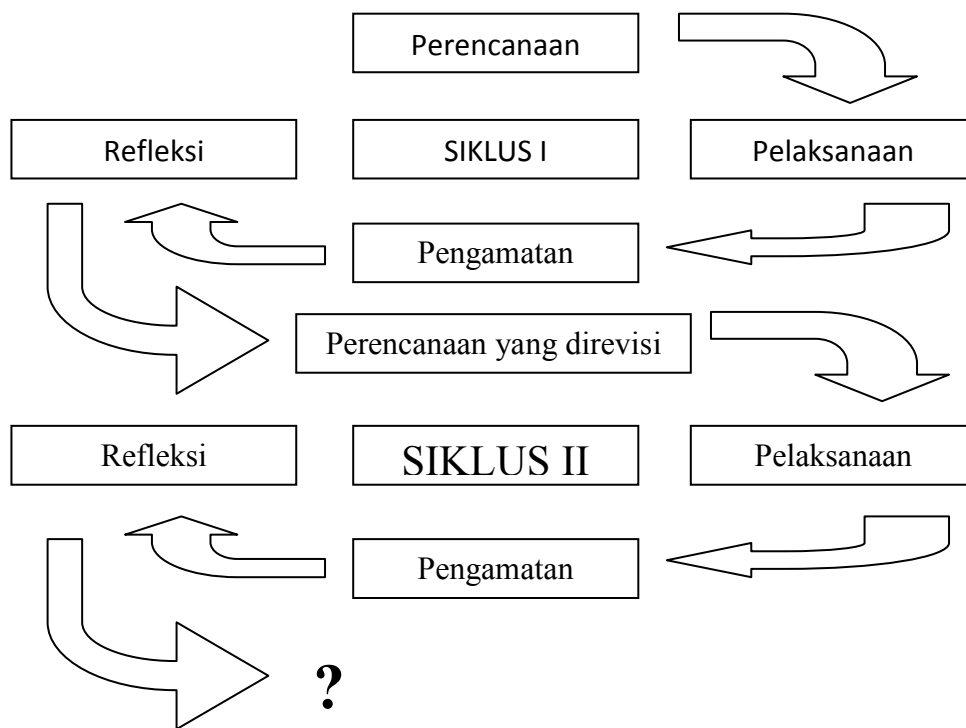 Perencanaan
Refleksi
SIKLUS I
Pelaksanaan
Pengamatan
Perencanaan yang direvisi
Refleksi
SIKLUS II
Pelaksanaan
Pengamatan
?